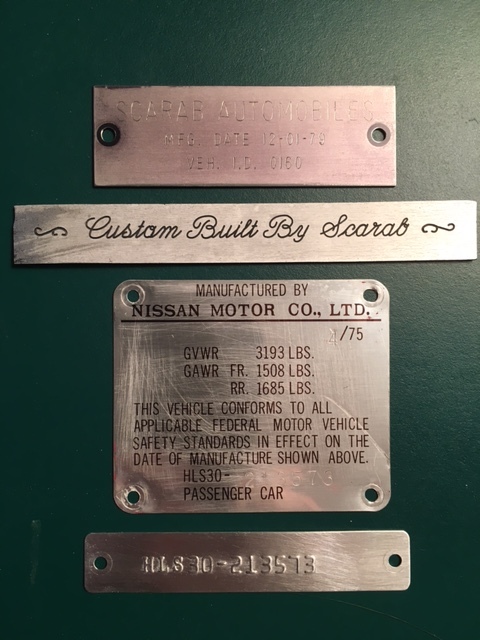 SCARAB AUTOMOBILES
MFG. DATE 12-01-79
VEH. I.D. 0160
Custom Built By Scarab
MANUFACTURED BY
NISSAN MOTOR CO., LTD.
/75
GVWR 3193 LBS.
GAWR FR. 1508 LBS.
RR. 1685 LBS.
THIS VEHICLE CONFORMS TO ALL
APPLICABLE FEDERAL MOTOR VEHICLE
SAFETY STANDARDS IN EFFECT ON THE
DATE OF MANUFACTURE SHOWN ABOVE.
HLS30-
PASSENGER CAR
HLS30-213573